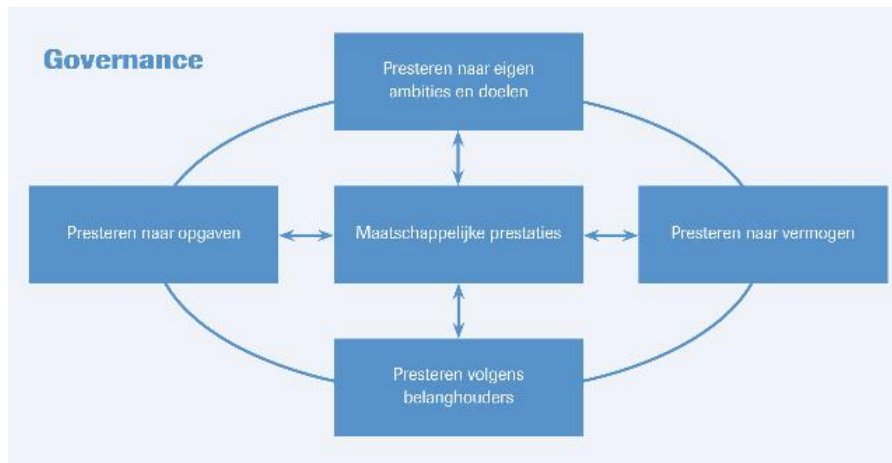 Governance
Presteren naar eigen
ambities en doelen
Presteren naar opgaven
Maatschappelijke prestaties
Presteren naar vermogen
Presteren volgens
belanghouders